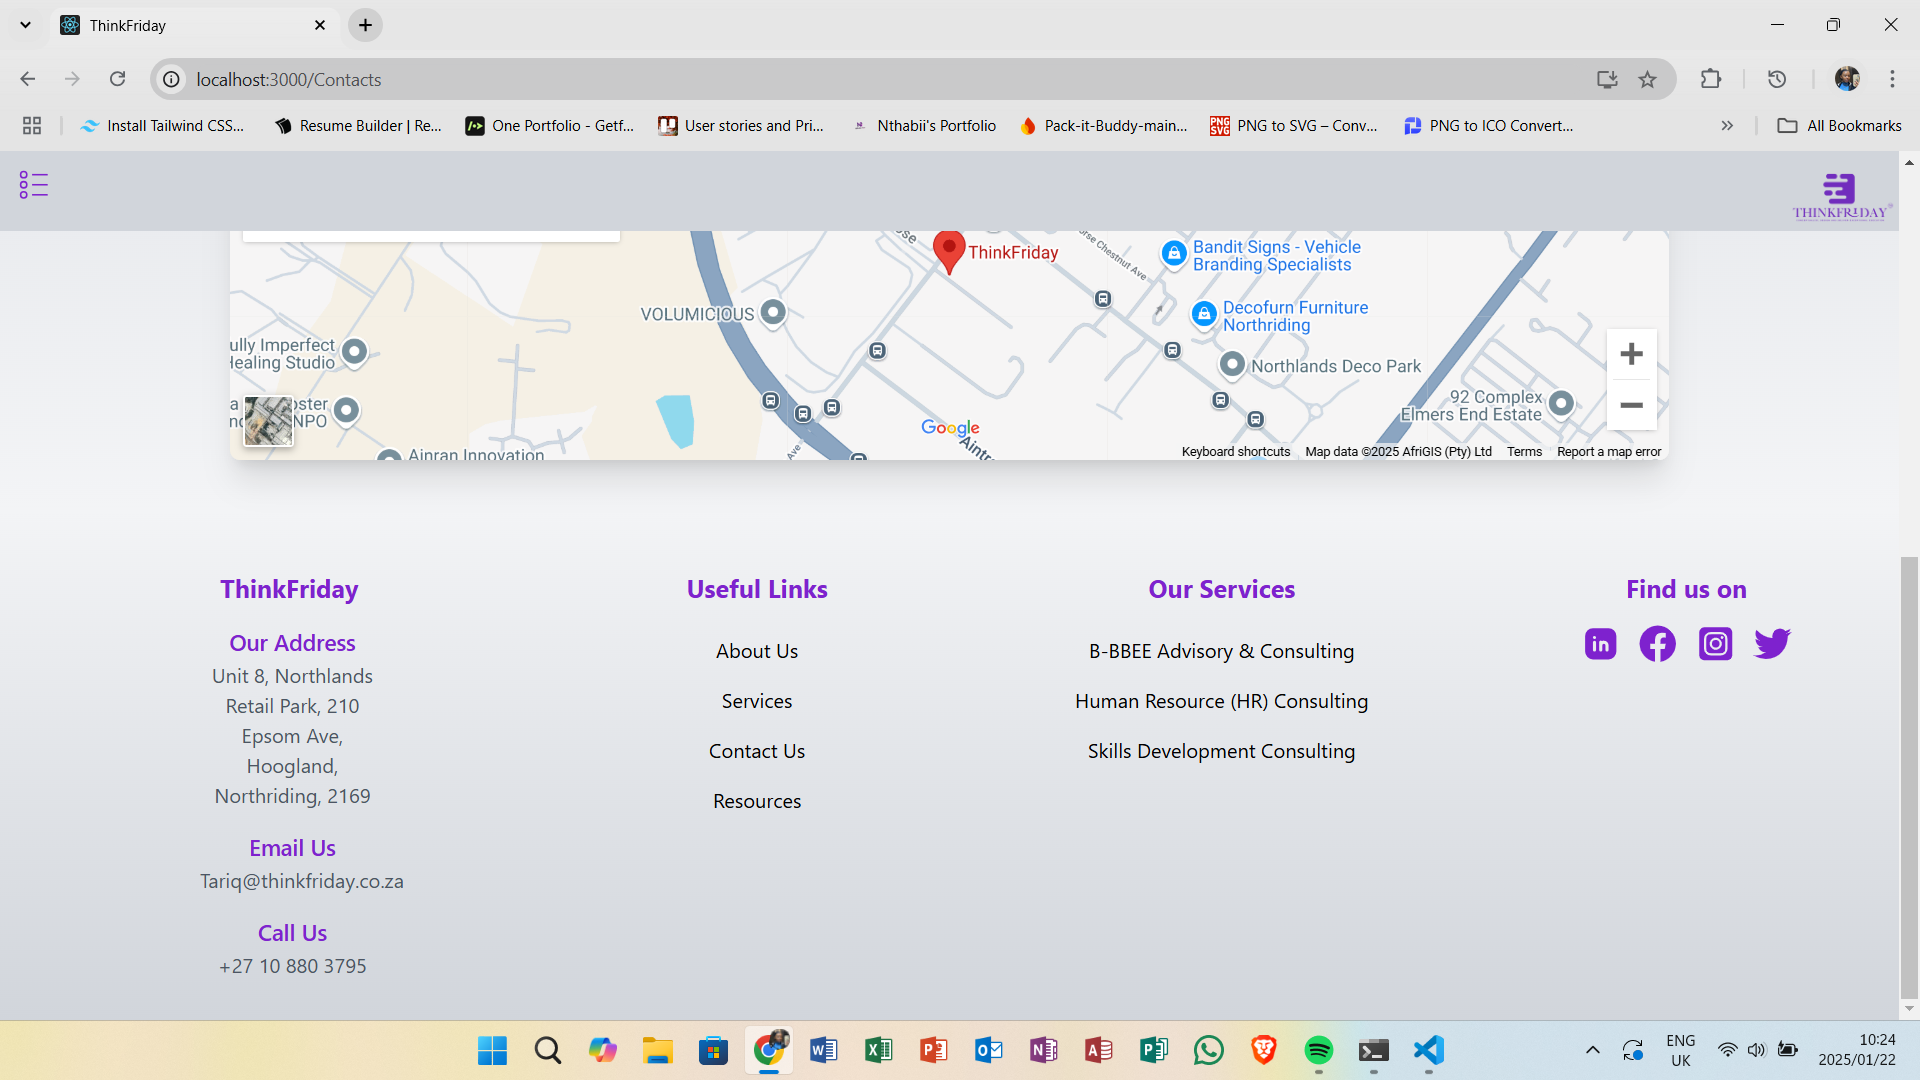 ThinkFriday
localhost:3000/Contacts
Install Tailwind CSS...
Resume Builder | Re...
One Portfolio - Getf...
User stories and Pri...
Nthabii's Portfolio
Pack-it-Buddy-main...
PNG to SVG – Conv...
PNG to ICO Convert...
All Bookmarks
THINKFRIDAY
Horse Chestnut Ave
ThinkFriday
Bandit Signs - Vehicle
Branding Specialists
VOLUMICIOUS
Decofurn Furniture
Northriding
ully Imperfect
Healing Studio
Northlands Deco Park
92 Complex
Elmers End Estate
oster
NPO
Ainran Innovation
Google
Aintr
Ave
Keyboard shortcuts
Map data ©2025 AfriGIS (Pty) Ltd
Terms
Report a map error
ThinkFriday
Our Address
Unit 8, Northlands
Retail Park, 210
Epsom Ave,
Hoogland,
Northriding, 2169
Email Us
Tariq@thinkfriday.co.za
Call Us
+27 10 880 3795
Useful Links
About Us
Services
Contact Us
Resources
Our Services
B-BBEE Advisory & Consulting
Human Resource (HR) Consulting
Skills Development Consulting
Find us on
ENG
UK
10:24
2025/01/22